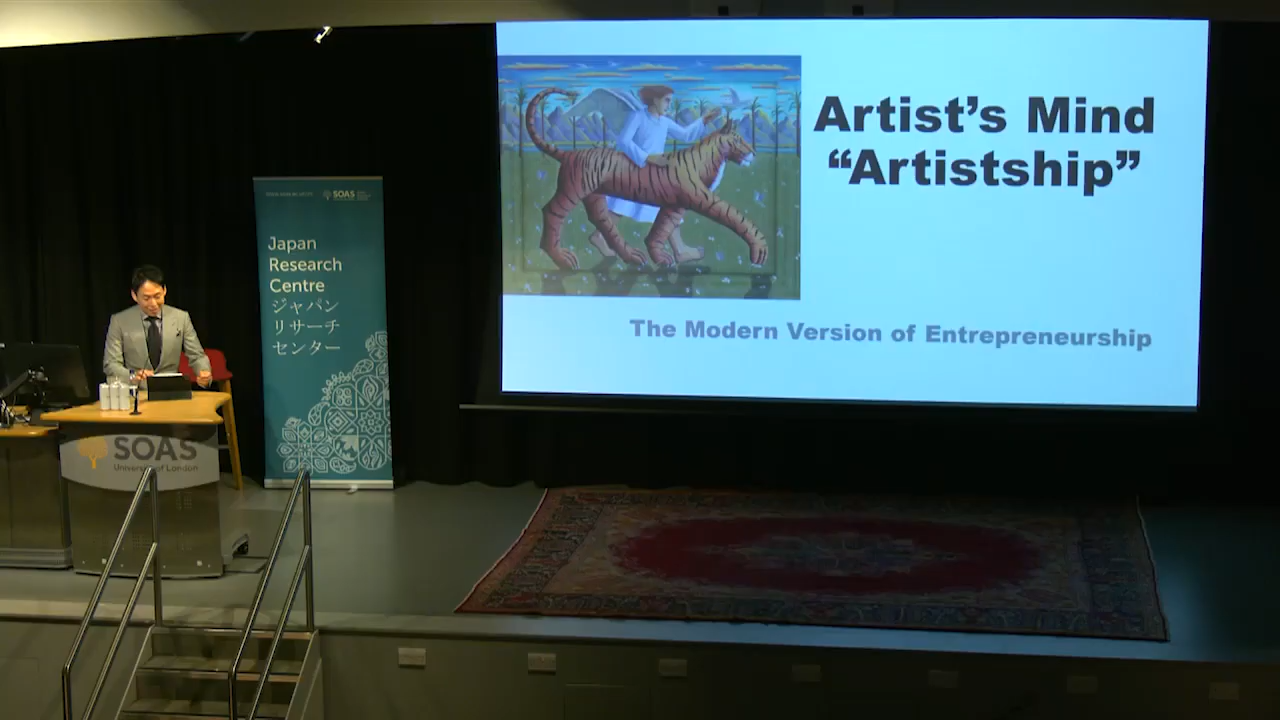 Artist's Mind
“Artistship”
The Modern Version of Entrepreneurship
SOAS
Japan
Research
Centre
ジャパン
リサーチ
センター
SOAS
University of London